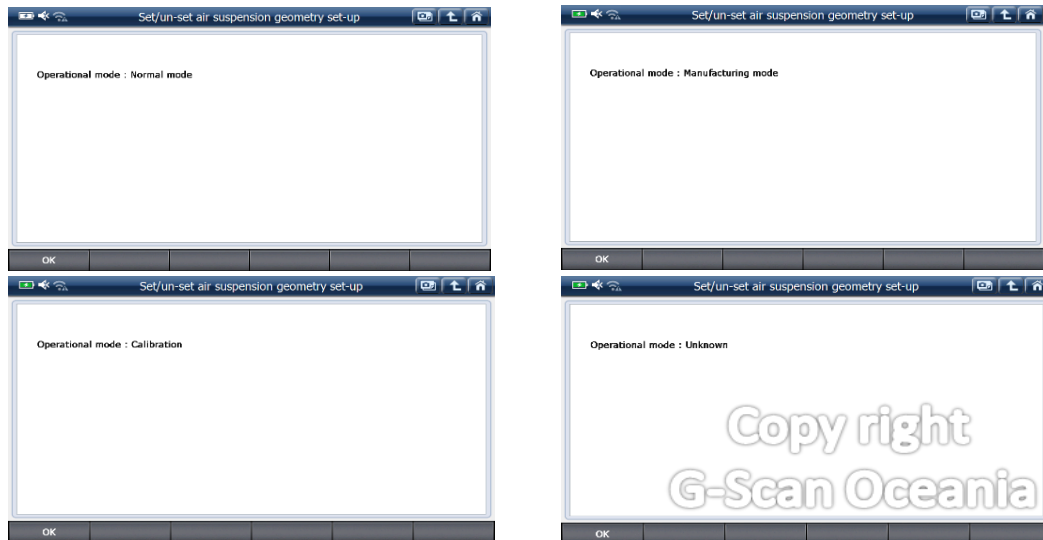 Set/un-set air suspension geometry set-up
Operational mode : Normal mode
OK
Set/un-set air suspension geometry set-up
Operational mode : Manufacturing mode
OK
Set/un-set air suspension geometry set-up
Operational mode : Calibration
OK
Set/un-set air suspension geometry set-up
Operational mode : Unknown
Copy right
G-Scan Oceania
OK